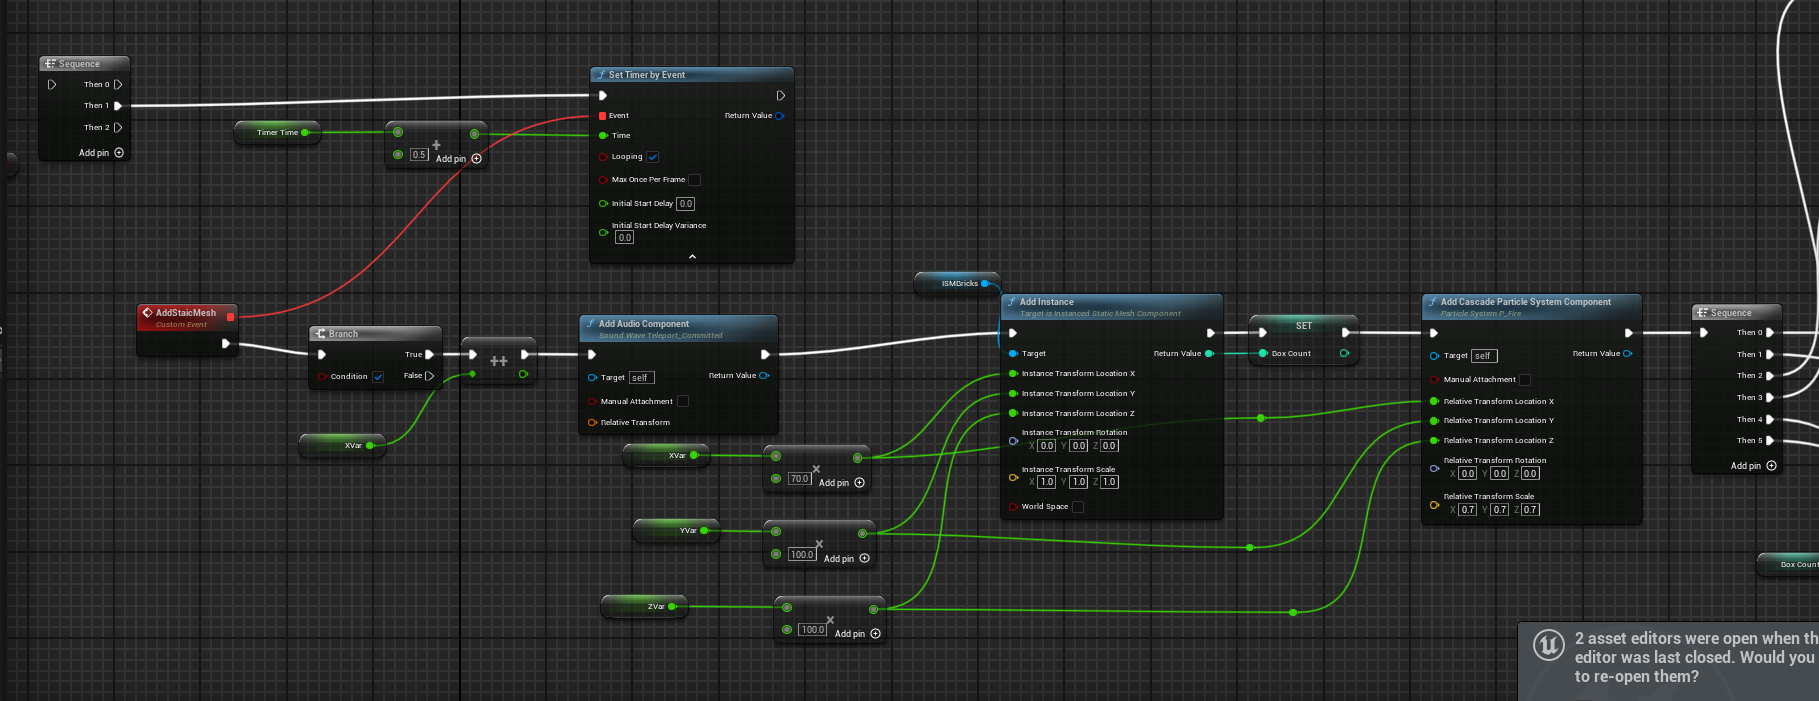 Sequence
Then 0
Then 1
Then 2
Add pin
Timer Time
0.5
+
Add pin
Set Timer by Event
Event
Return Value
Time
Looping
Max Once Per Frame
Initial Start Delay 0.0
Initial Start Delay Variance
0.0
AddStaicMesh
Custom Event
Branch
True
Condition
False
++
XVar
Add Audio Component
Sound Wave Teleport_Committed
Target self
Return Value
Manual Attachment
Relative Transform
XVar
70.0
×
Add pin
YVar
100.0
×
Add pin
ZVar
100.0
×
Add pin
ISMBricks
Add Instance
Target is Instanced Static Mesh Component
Target
Return Value
Instance Transform Location X
Instance Transform Location Y
Instance Transform Location Z
Instance Transform Rotation
X 0.0 Y 0.0 Z 0.0
Instance Transform Scale
X 1.0 Y 1.0 Z 1.0
World Space
SET
Box Count
Add Cascade Particle System Component
Particle System P_Fire
Target self
Return Value
Manual Attachment
Relative Transform Location X
Relative Transform Location Y
Relative Transform Location Z
Relative Transform Rotation
X 0.0 Y 0.0 Z 0.0
Relative Transform Scale
X 0.7 Y 0.7 Z 0.7
Sequence
Then 0
Then 1
Then 2
Then 3
Then 4
Then 5
Add pin
Box Count
2 asset editors were open when th
editor was last closed. Would you
to re-open them?